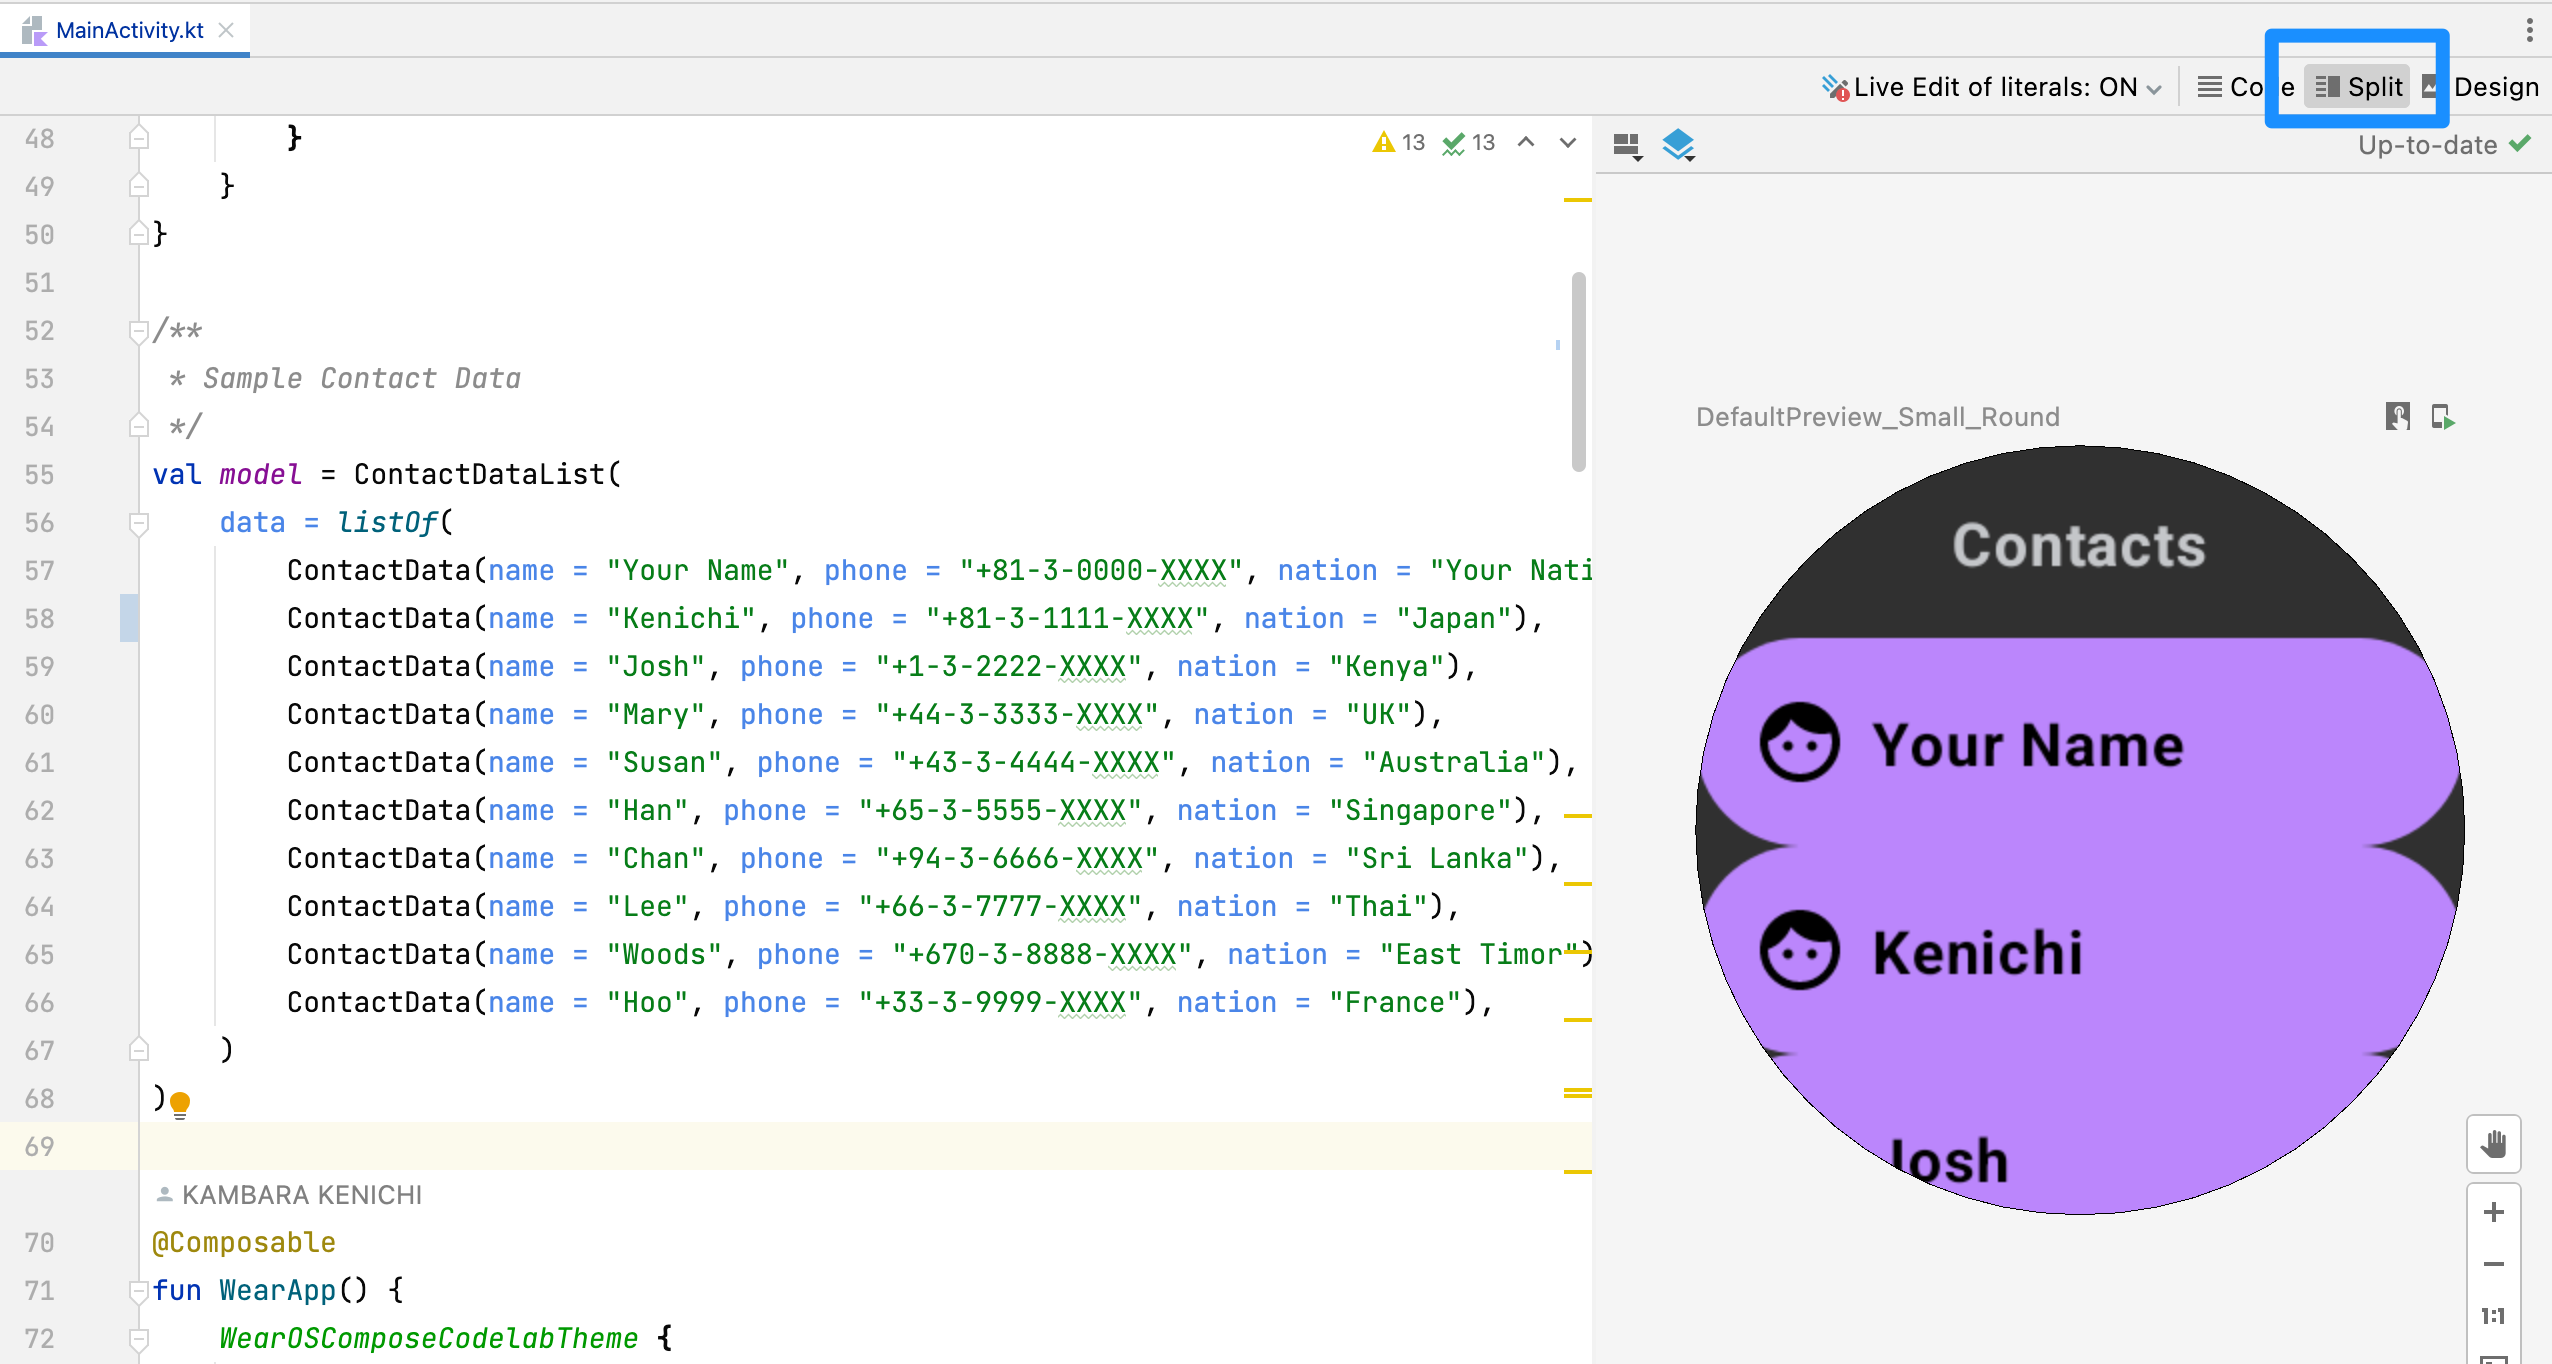 MainActivity.kt
Live Edit of literals: ON
Split
Design
48 }
49 }
50 }
51
52 /**
53 * Sample Contact Data
54 */
55 val model = ContactDataList(
56 data = listOf(
57 ContactData(name = "Your Name", phone = "+81-3-0000-XXXX", nation = "Your Nati
58 ContactData(name = "Kenichi", phone = "+81-3-1111-XXXX", nation = "Japan"),
59 ContactData(name = "Josh", phone = "+1-3-2222-XXXX", nation = "Kenya"),
60 ContactData(name = "Mary", phone = "+44-3-3333-XXXX", nation = "UK"),
61 ContactData(name = "Susan", phone = "+43-3-4444-XXXX", nation = "Australia"),
62 ContactData(name = "Han", phone = "+65-3-5555-XXXX", nation = "Singapore"),
63 ContactData(name = "Chan", phone = "+94-3-6666-XXXX", nation = "Sri Lanka"),
64 ContactData(name = "Lee", phone = "+66-3-7777-XXXX", nation = "Thai"),
65 ContactData(name = "Woods", phone = "+670-3-8888-XXXX", nation = "East Timor")
66 ContactData(name = "Hoo", phone = "+33-3-9999-XXXX", nation = "France"),
67 )
68 )
69
KAMBARA KENICHI
70 @Composable
71 fun WearApp() {
72 WearOSComposeCodelabTheme {
13 13
Up-to-date
DefaultPreview_Small_Round
Contacts
Your Name
Kenichi
Josh
1:1